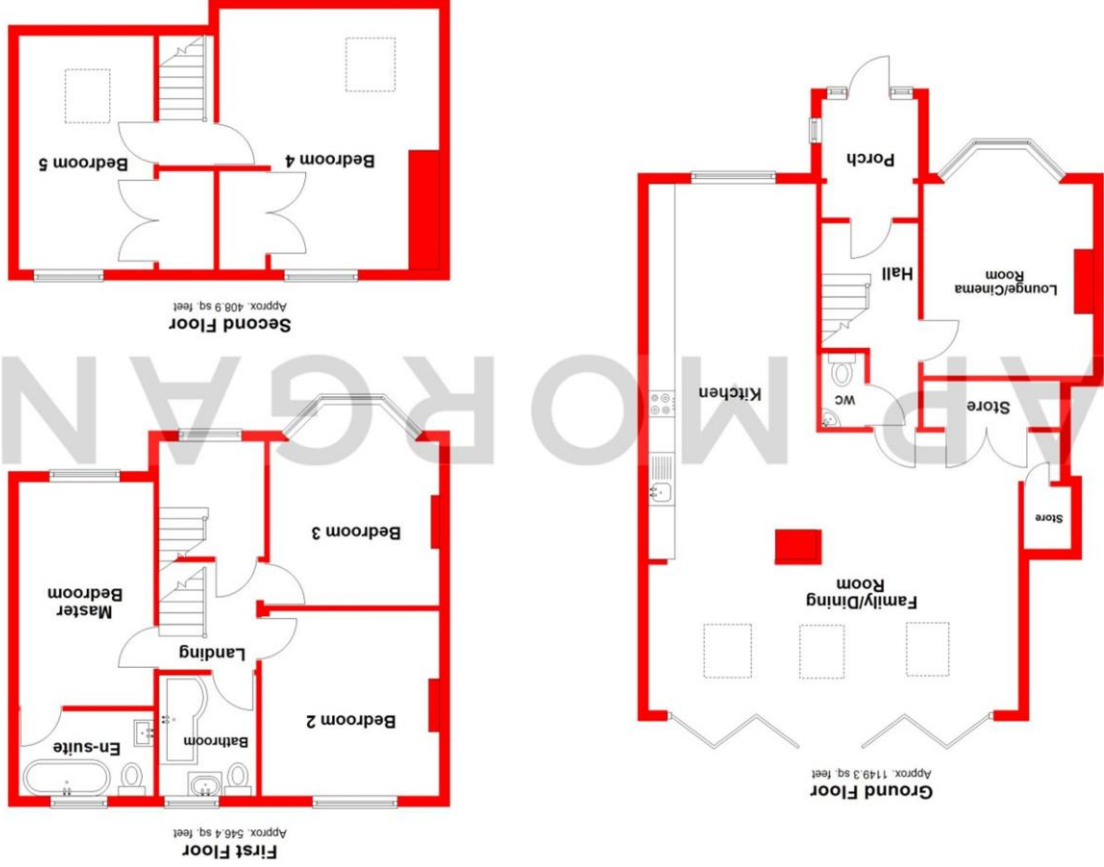 Ground Floor
Approx. 1149.3 sq. feet
Family/Dining
Room
Store
Store
Kitchen
WC
Lounge/Cinema
Room
Hall
Porch
First Floor
Approx. 546.4 sq. feet
Bedroom 2
Bathroom
En-suite
Landing
Master
Bedroom
Bedroom 3
AP MORGAN
Second Floor
Approx. 408.9 sq. feet
Bedroom 4
Bedroom 5